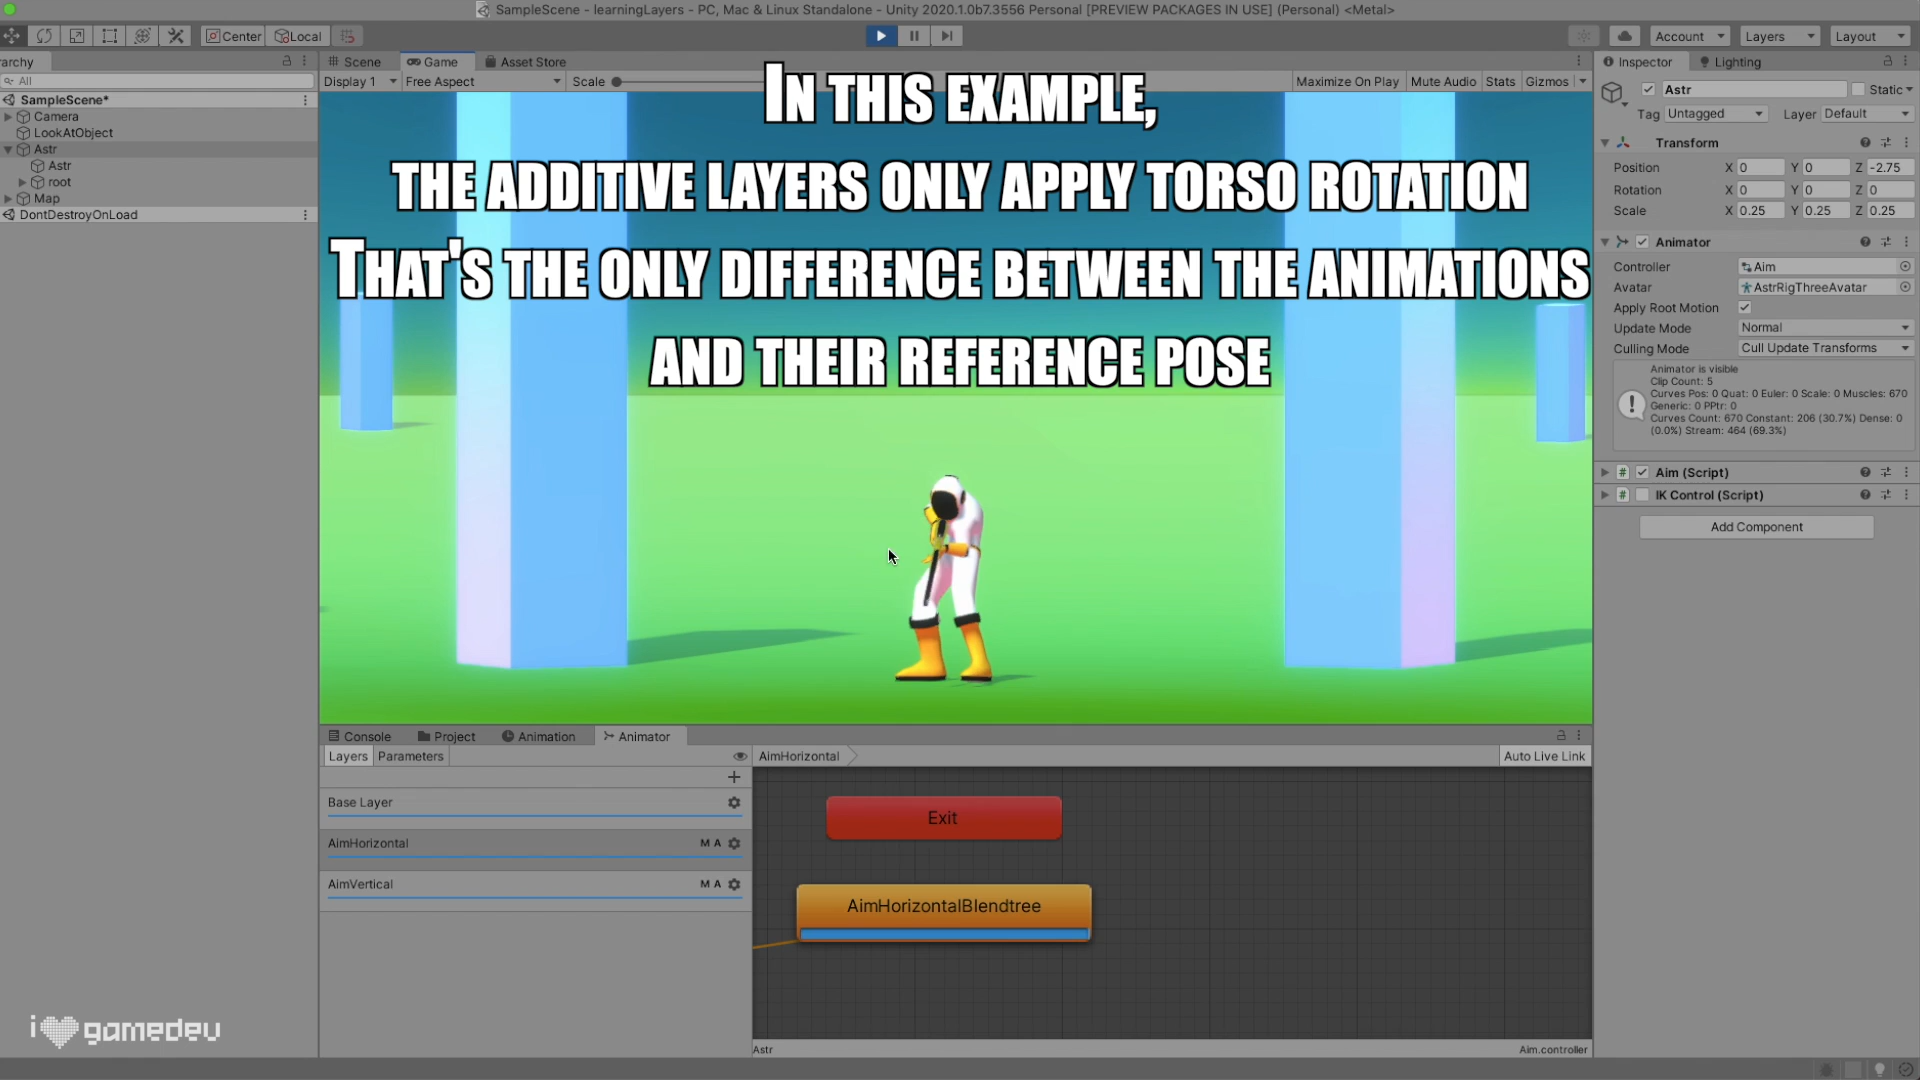 SampleScene - learningLayers - PC, Mac & Linux Standalone - Unity 2020.1.0b7.3556 Personal [PREVIEW PACKAGES IN USE] (Personal) <Metal>
Center Local Account Layers Layout
rarchy
All
SampleScene*
Camera
LookAtObject
Astr
Astr
root
Map
DontDestroyOnLoad
Scene Game Asset Store
Display 1 Free Aspect Scale Maximize On Play Mute Audio Stats Gizmos
IN THIS EXAMPLE,
THE ADDITIVE LAYERS ONLY APPLY TORSO ROTATION
THAT'S THE ONLY DIFFERENCE BETWEEN THE ANIMATIONS
AND THEIR REFERENCE POSE
Console Project Animation Animator
Layers Parameters
Base Layer
AimHorizontal M A
AimVertical M A
AimHorizontal Auto Live Link
Exit
AimHorizontalBlendtree
Astr Aim.controller
Inspector Lighting
Astr Static
Tag Untagged Layer Default
Transform
Position X 0 Y 0 Z -2.75
Rotation X 0 Y 0 Z 0
Scale X 0.25 Y 0.25 Z 0.25
Animator
Controller Aim
Avatar AstrRigThreeAvatar
Apply Root Motion
Update Mode Normal
Culling Mode Cull Update Transforms
Animator is visible
Clip Count: 5
Curves Pos: 0 Quat: 0 Euler: 0 Scale: 0 Muscles: 670
Generic: 0 PPtr: 0
Curves Count: 670 Constant: 206 (30.7%) Dense: 0
(0.0%) Stream: 464 (69.3%)
# Aim (Script)
# IK Control (Script)
Add Component
i gamedev